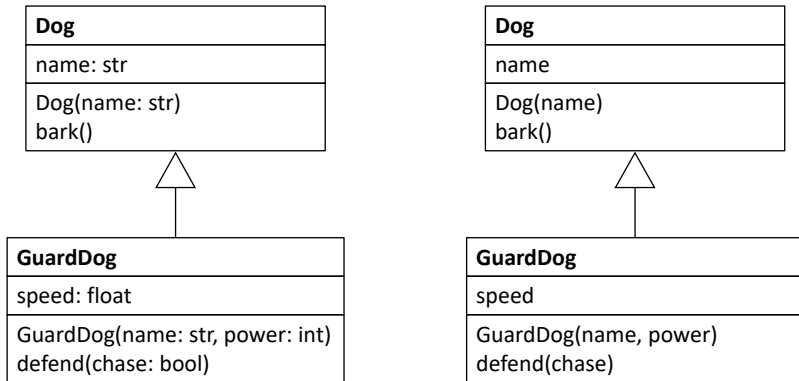 Dog
name: str
Dog(name: str)
bark()
GuardDog
speed: float
GuardDog(name: str, power: int)
defend(chase: bool)
Dog
name
Dog(name)
bark()
GuardDog
speed
GuardDog(name, power)
defend(chase)